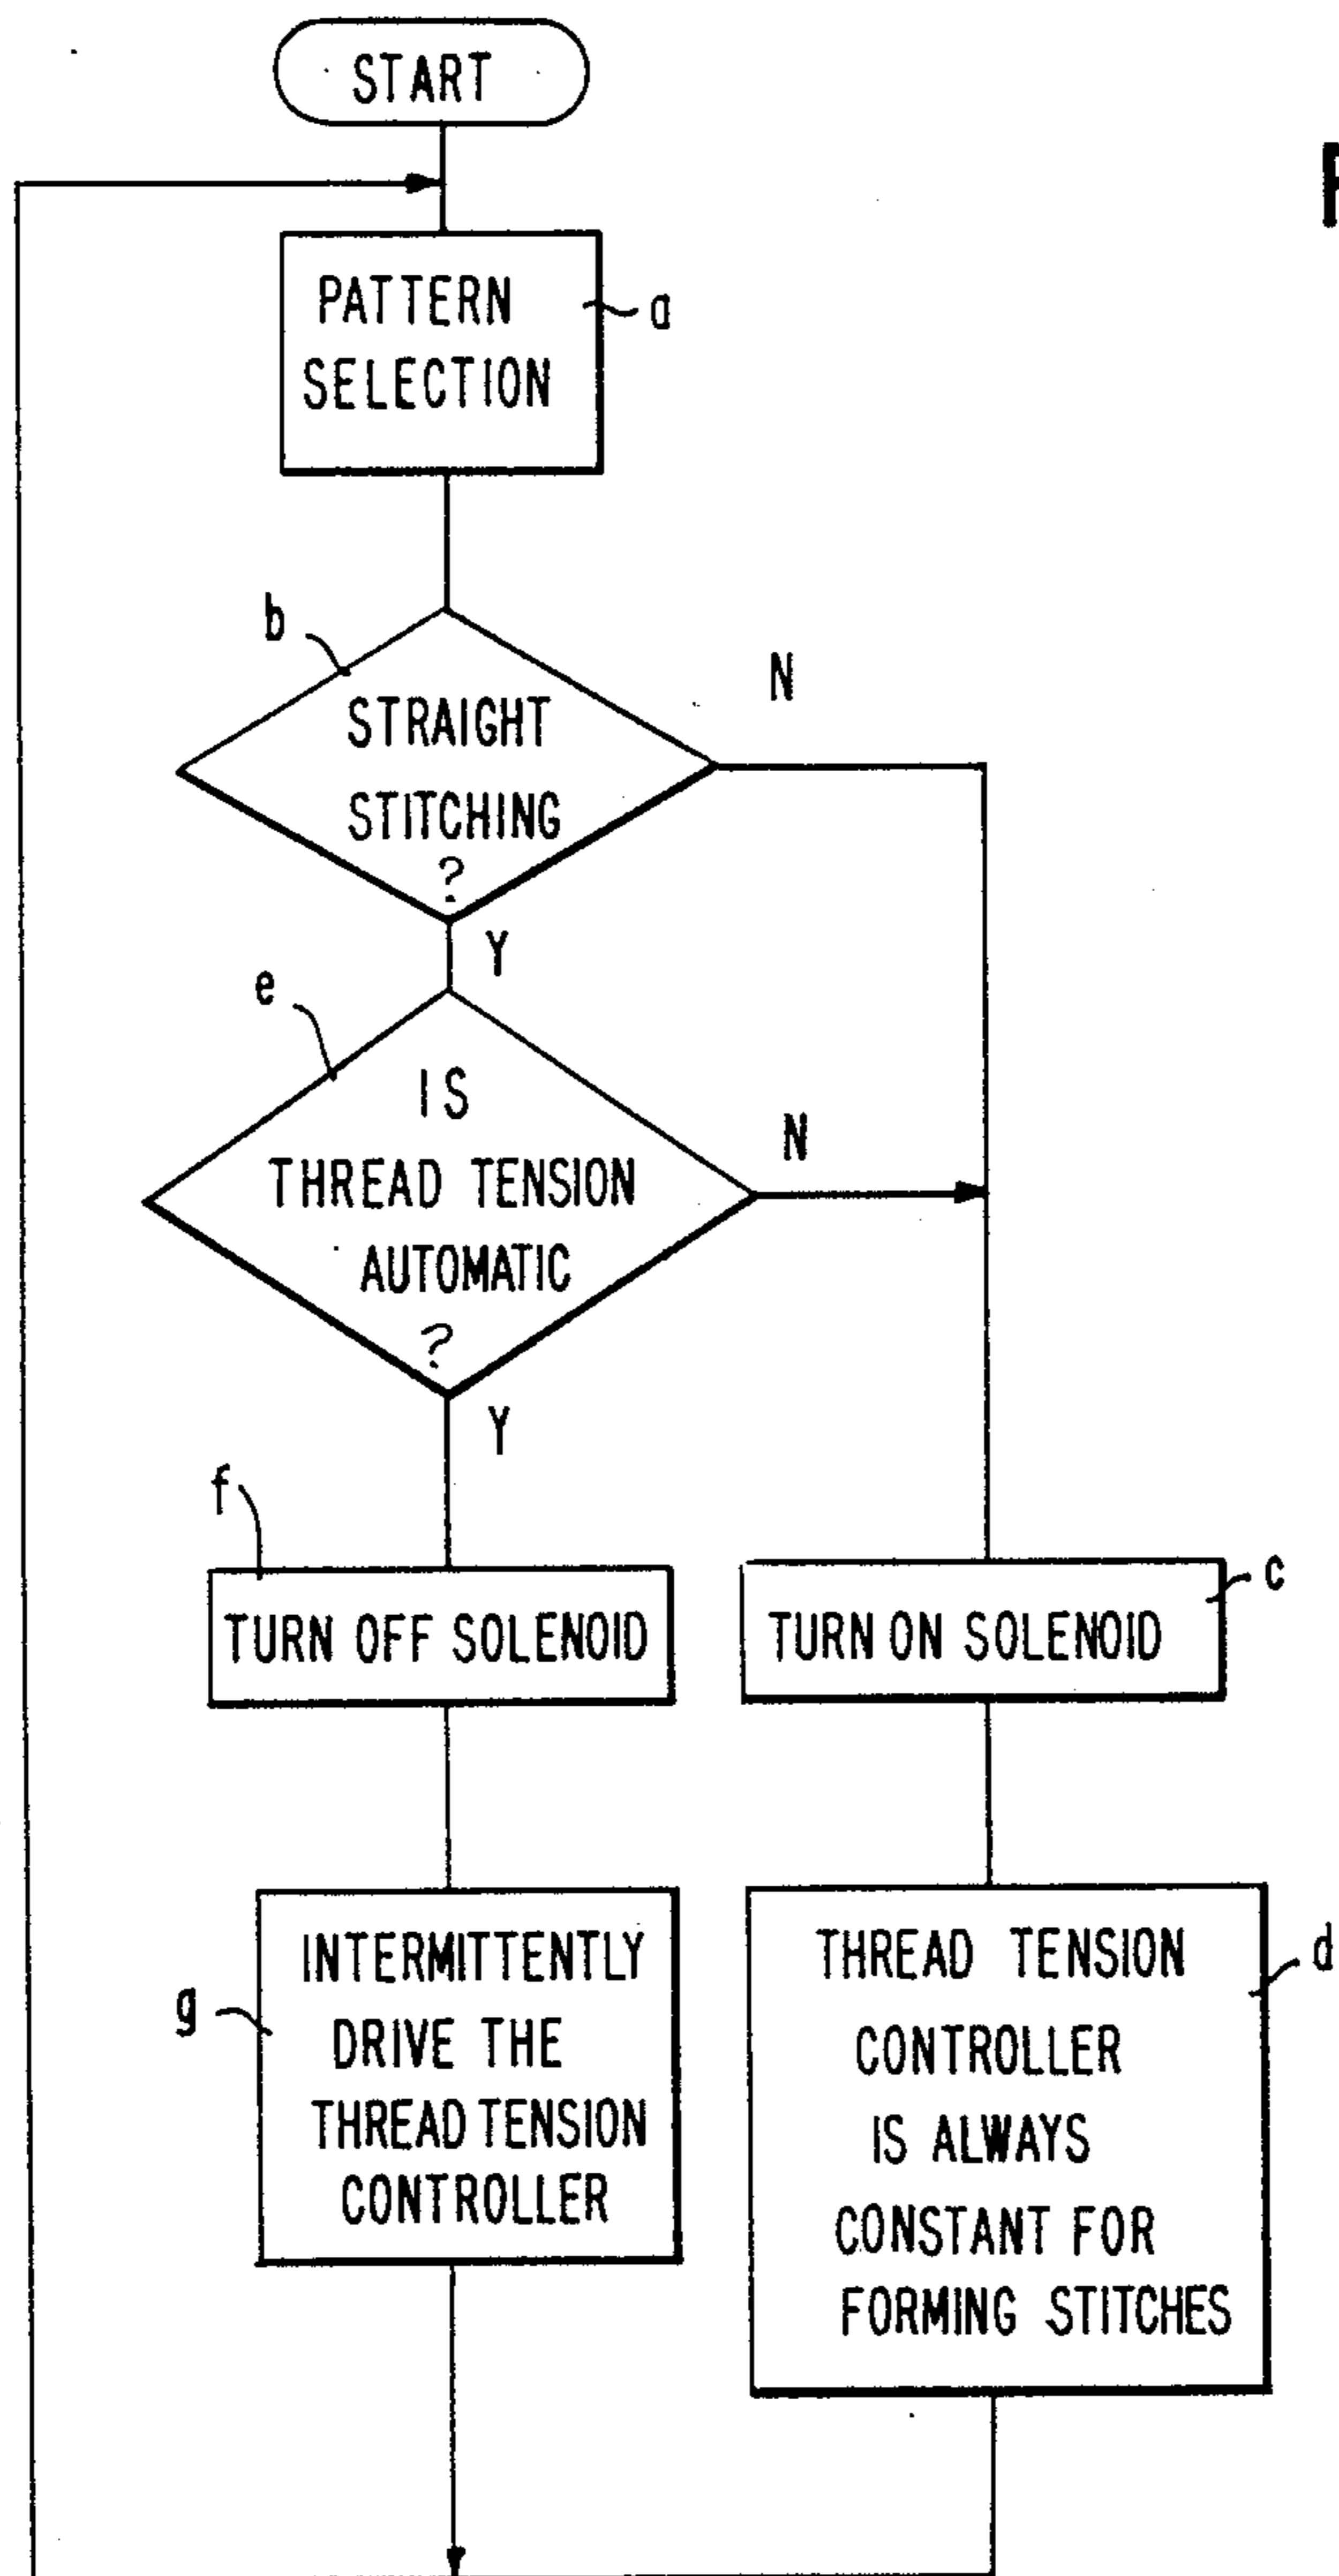 START
PATTERN
SELECTION
a
b
STRAIGHT
STITCHING
?
N
Y
e
IS
THREAD TENSION
AUTOMATIC
?
N
Y
f
TURN OFF SOLENOID
c
TURN ON SOLENOID
g
INTERMITTENTLY
DRIVE THE
THREAD TENSION
CONTROLLER
d
THREAD TENSION
CONTROLLER
IS ALWAYS
CONSTANT FOR
FORMING STITCHES